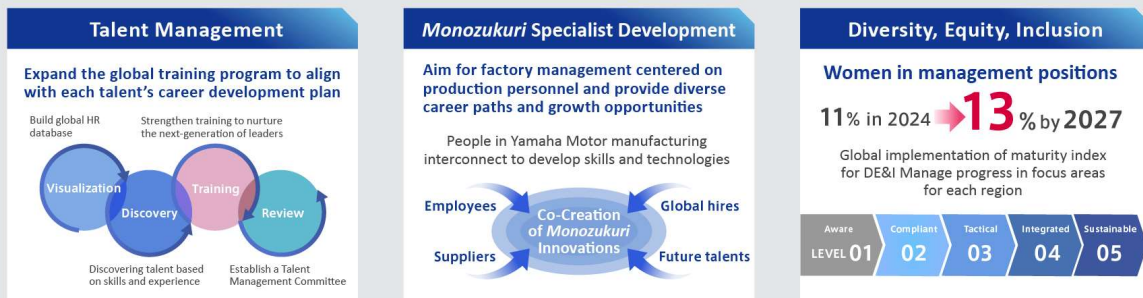 Talent Management
Expand the global training program to align
with each talent's career development plan
Build global HR
database
Strengthen training to nurture
the next-generation of leaders
Visualization
Discovery
Training
Review
Discovering talent based
on skills and experience
Establish a Talent
Management Committee
Monozukuri Specialist Development
Aim for factory management centered on
production personnel and provide diverse
career paths and growth opportunities
People in Yamaha Motor manufacturing
interconnect to develop skills and technologies
Employees
Global hires
Co-Creation
of Monozukuri
Innovations
Suppliers
Future talents
Diversity, Equity, Inclusion
Women in management positions
11% in 2024 13% by 2027
Global implementation of maturity index
for DE&I Manage progress in focus areas
for each region
Aware
LEVEL 01
Compliant
02
Tactical
03
Integrated
04
Sustainable
05